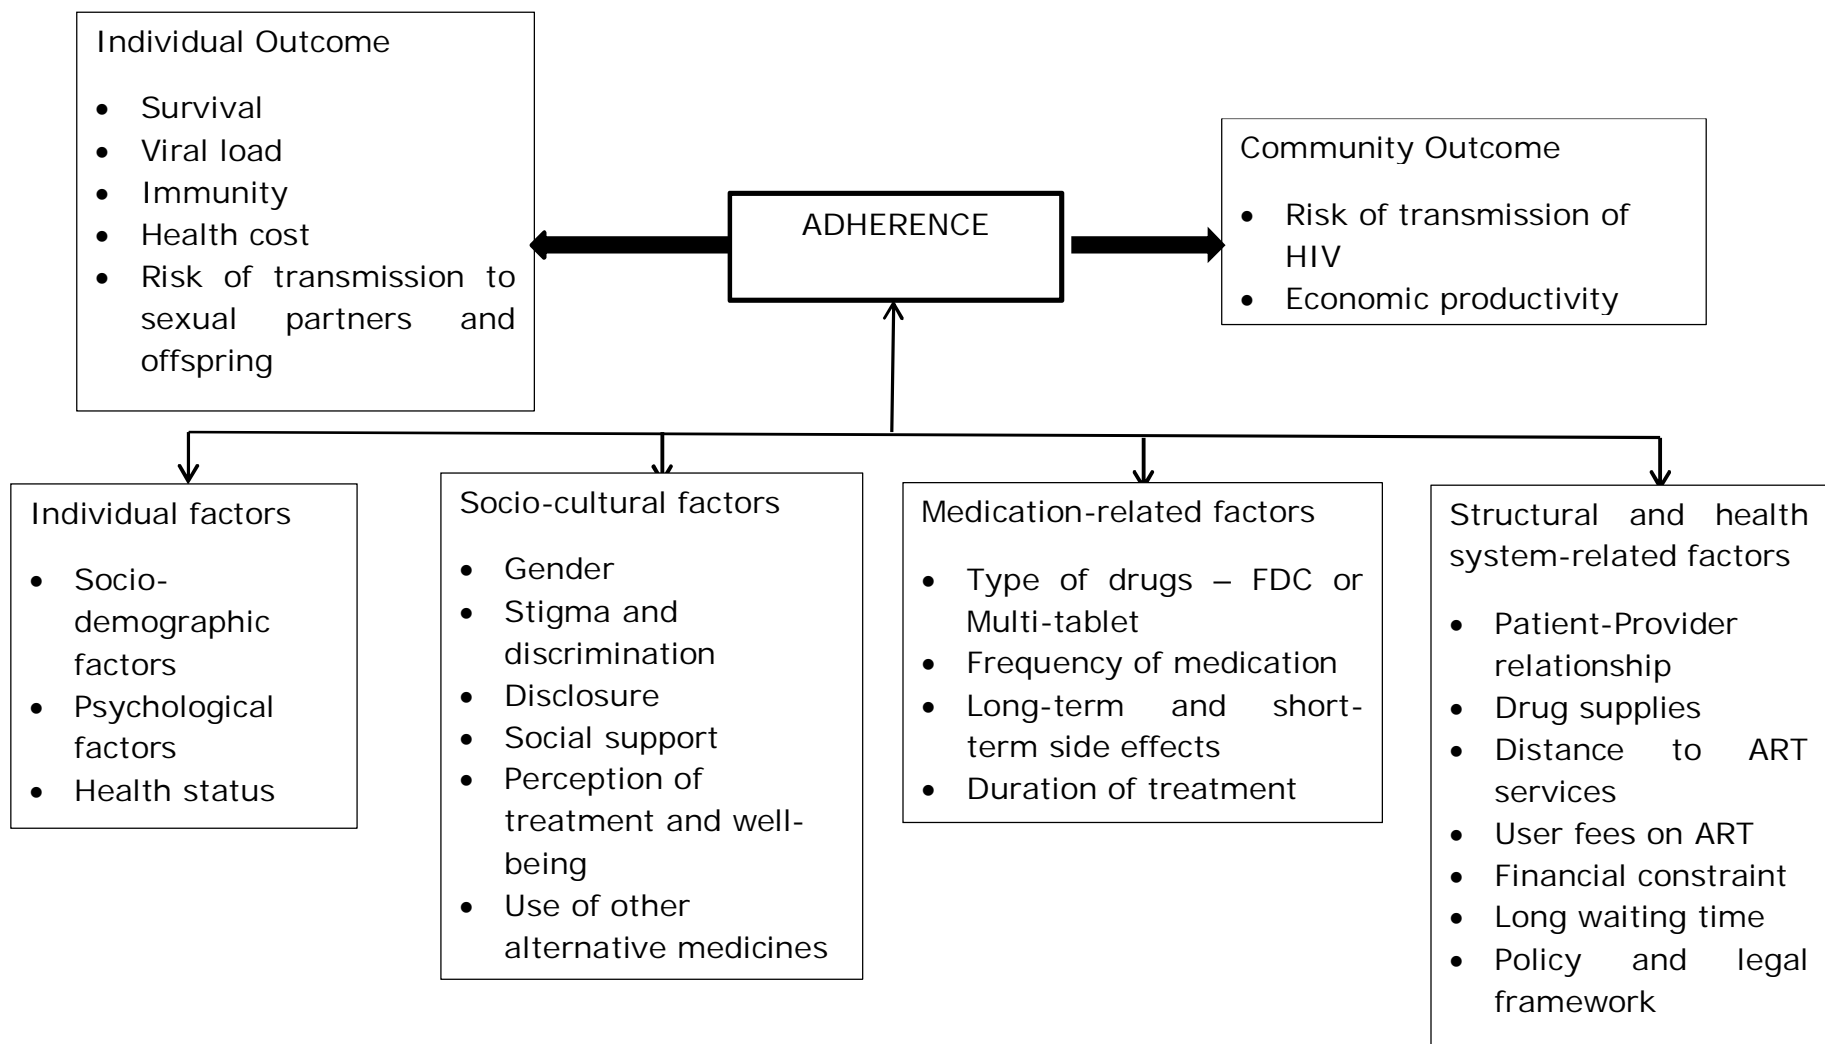 Individual Outcome
• Survival
• Viral load
• Immunity
• Health cost
• Risk of transmission to
sexual partners and
offspring
ADHERENCE
Community Outcome
• Risk of transmission of
HIV
• Economic productivity
Individual factors
• Socio-
demographic
factors
• Psychological
factors
• Health status
Socio-cultural factors
• Gender
• Stigma and
discrimination
• Disclosure
• Social support
• Perception of
treatment and well-
being
• Use of other
alternative medicines
Medication-related factors
• Type of drugs – FDC or
Multi-tablet
• Frequency of medication
• Long-term and short-
term side effects
• Duration of treatment
Structural and health
system-related factors
• Patient-Provider
relationship
• Drug supplies
• Distance to ART
services
• User fees on ART
• Financial constraint
• Long waiting time
• Policy and legal
framework